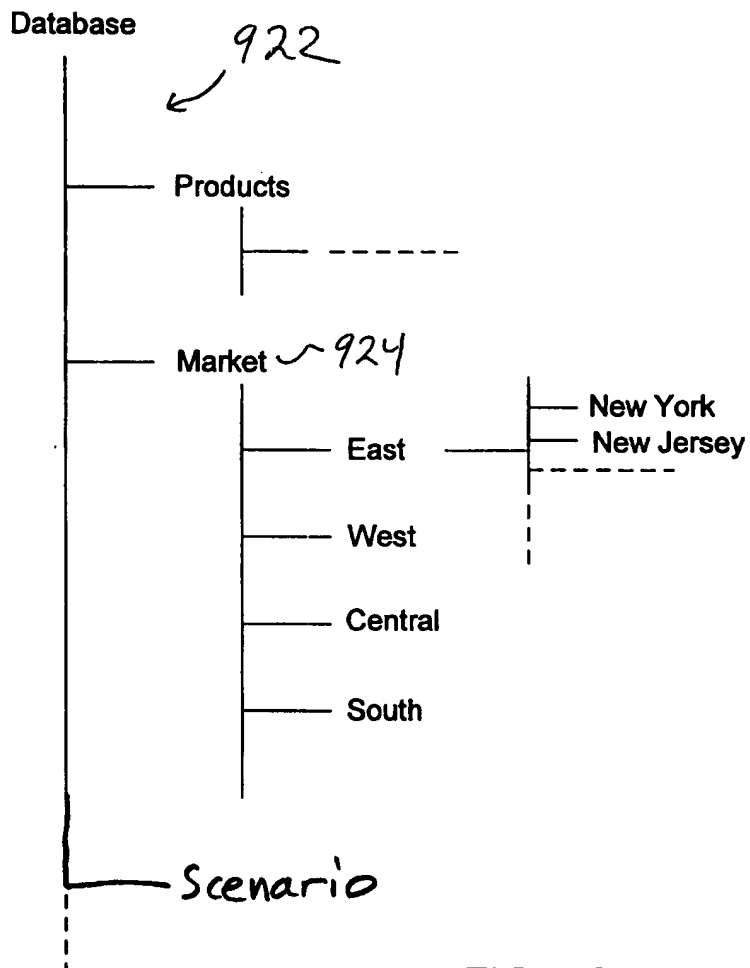 Database
922
Products
Market 924
New York
East
New Jersey
West
Central
South
Scenario